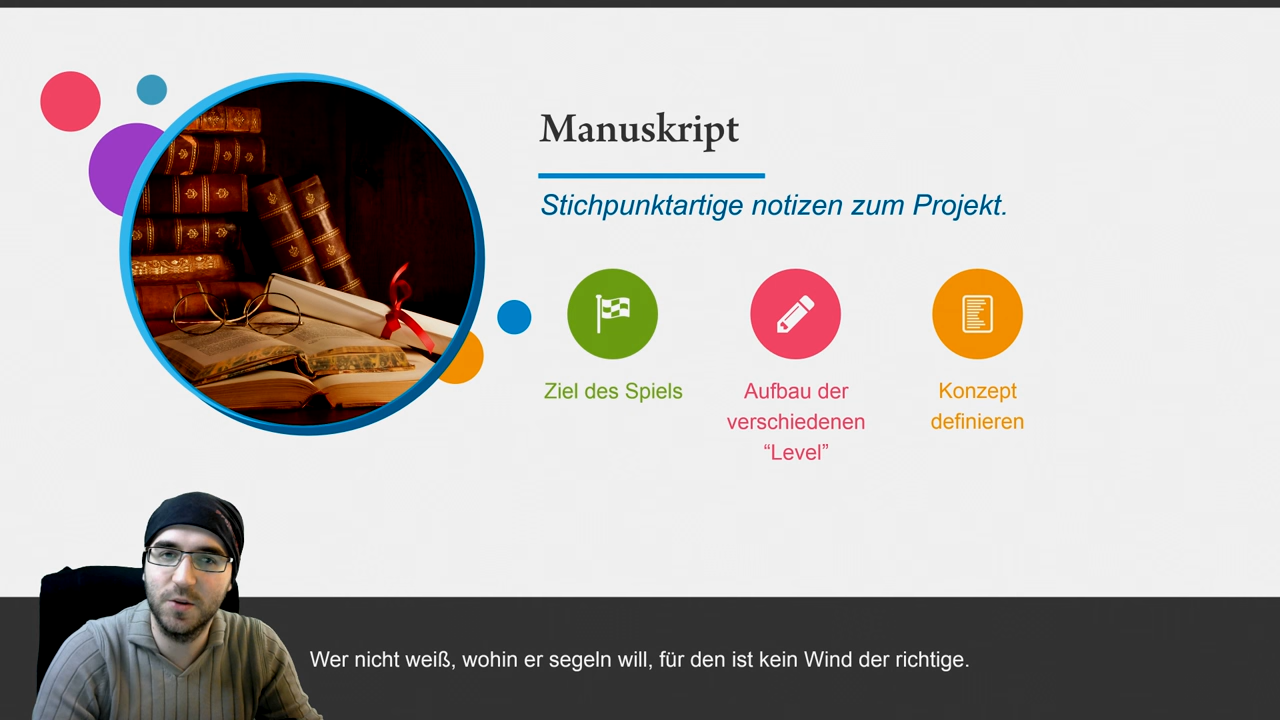 Manuskript
Stichpunktartige notizen zum Projekt.
Ziel des Spiels
Aufbau der
verschiedenen
“Level”
Konzept
definieren
Wer nicht weiß, wohin er segeln will, für den ist kein Wind der richtige.